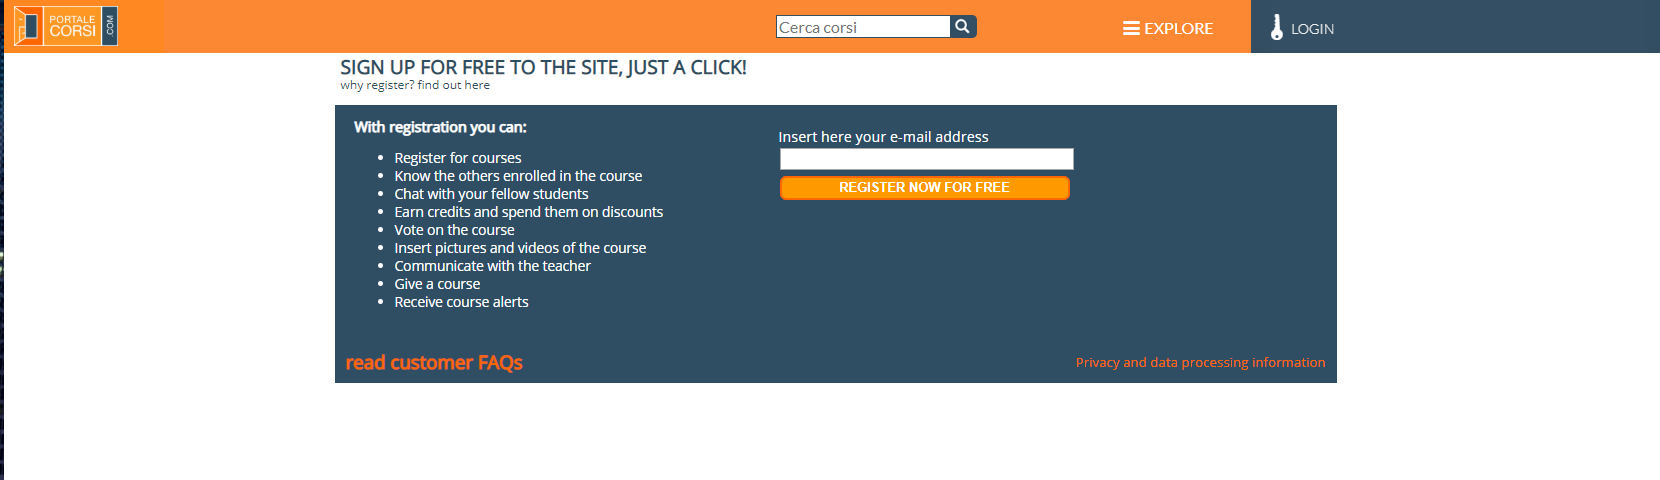 PORTALE
CORSI
.COM
Cerca corsi
EXPLORE
LOGIN
SIGN UP FOR FREE TO THE SITE, JUST A CLICK!
why register? find out here
With registration you can:
• Register for courses
• Know the others enrolled in the course
• Chat with your fellow students
• Earn credits and spend them on discounts
• Vote on the course
• Insert pictures and videos of the course
• Communicate with the teacher
• Give a course
• Receive course alerts
Insert here your e-mail address
REGISTER NOW FOR FREE
read customer FAQs
Privacy and data processing information